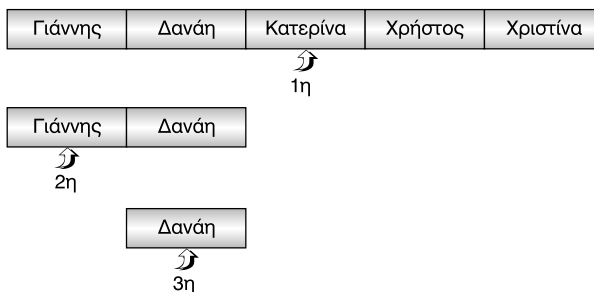 Γιάννης Δανάη Κατερίνα Χρήστος Χριστίνα
1η
Γιάννης Δανάη
2η
Δανάη
3η